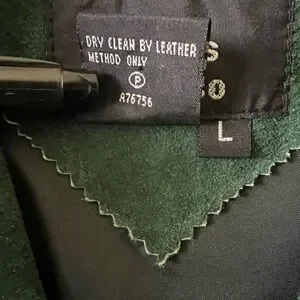 DRY CLEAN BY LEATHER
METHOD ONLY
P
A76756
S
O
L